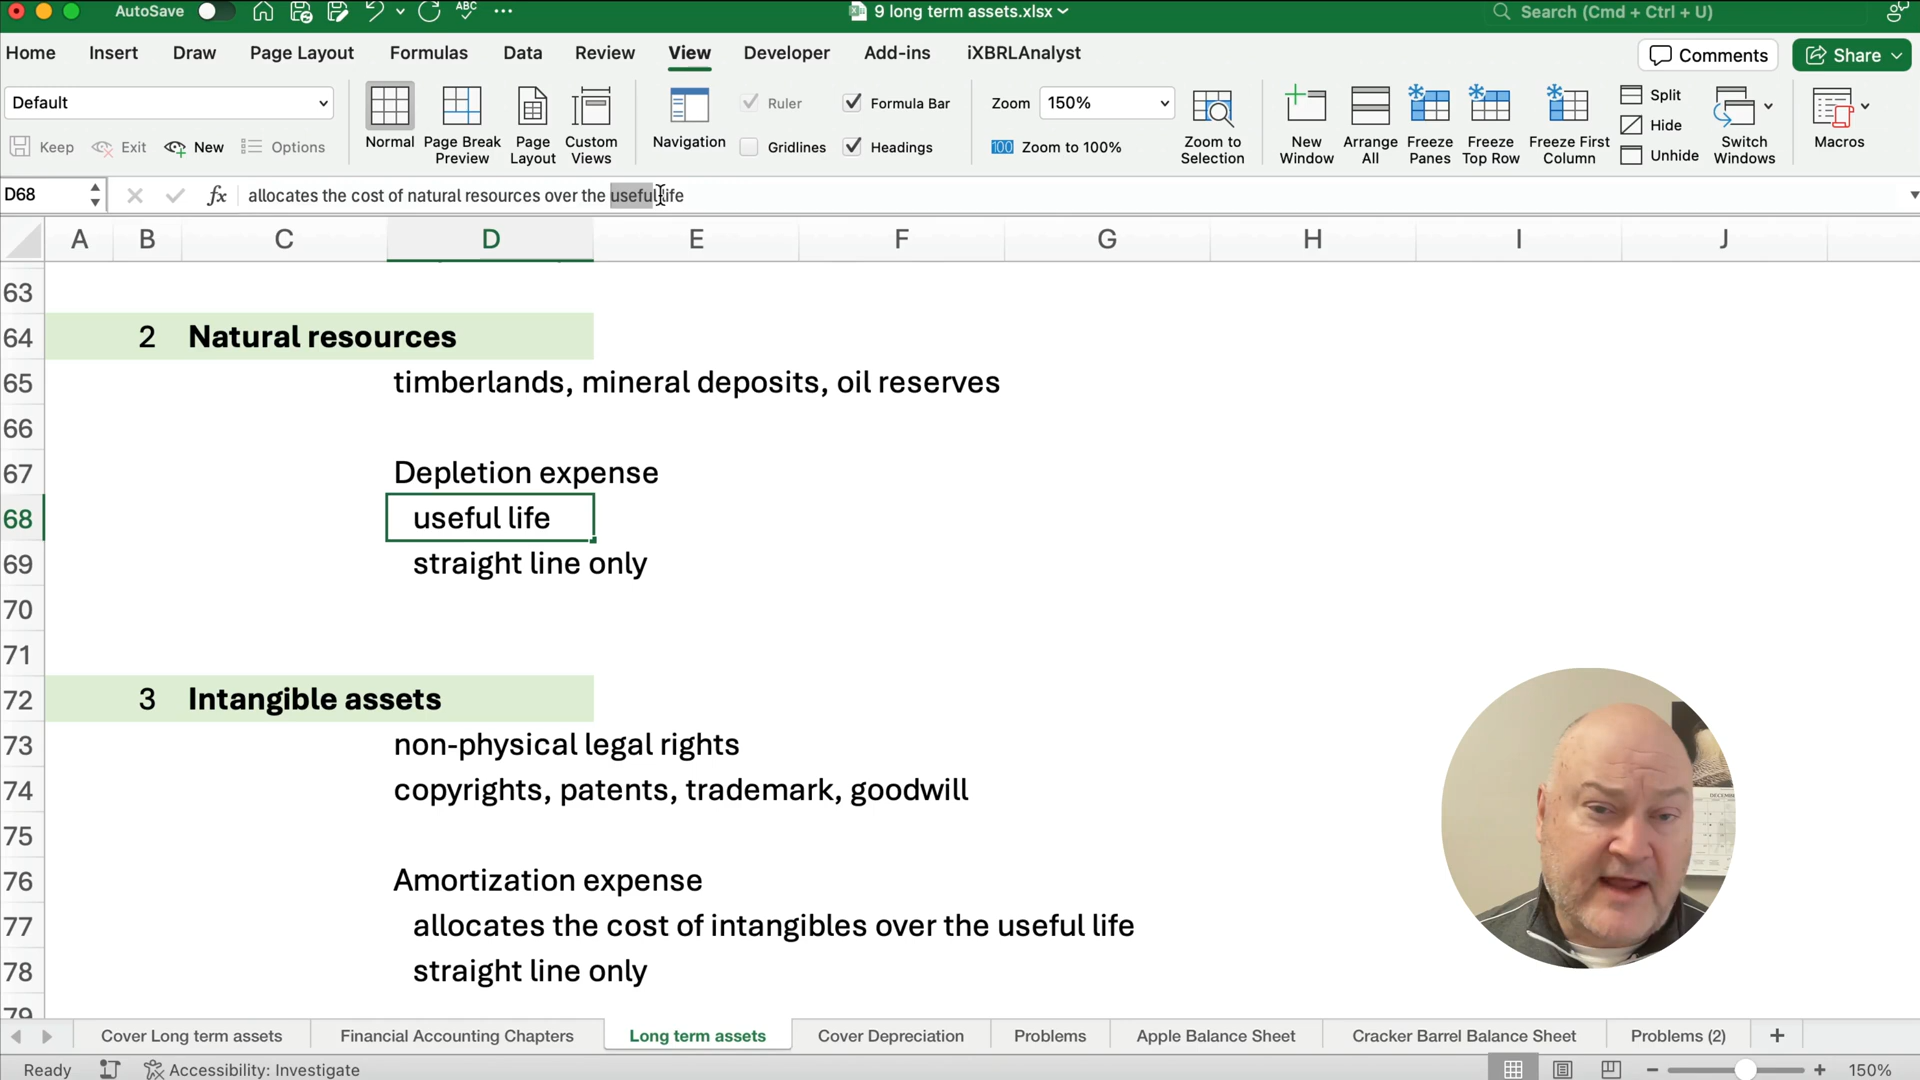 AutoSave
ABC
9 long term assets.xlsx
Search (Cmd + Ctrl + U)
Home Insert Draw Page Layout Formulas Data Review View Developer Add-ins iXBRLAnalyst Comments Share
Default
Keep Exit New Options
Normal
Page Break Preview
Page Layout
Custom Views
Navigation
Ruler
Formula Bar
Gridlines
Headings
Zoom 150%
100 Zoom to 100%
Zoom to Selection
New Window
Arrange All
Freeze Panes
Freeze Top Row
Freeze First Column
Split
Hide
Unhide
Switch Windows
Macros
D68 fx allocates the cost of natural resources over the useful life
A B C D E F G H I J
63
64 2 Natural resources
65 timberlands, mineral deposits, oil reserves
66
67 Depletion expense
68 useful life
69 straight line only
70
71
72 3 Intangible assets
73 non-physical legal rights
74 copyrights, patents, trademark, goodwill
75
76 Amortization expense
77 allocates the cost of intangibles over the useful life
78 straight line only
79
Cover Long term assets Financial Accounting Chapters Long term assets Cover Depreciation Problems Apple Balance Sheet Cracker Barrel Balance Sheet Problems (2)
Ready Accessibility: Investigate 150%